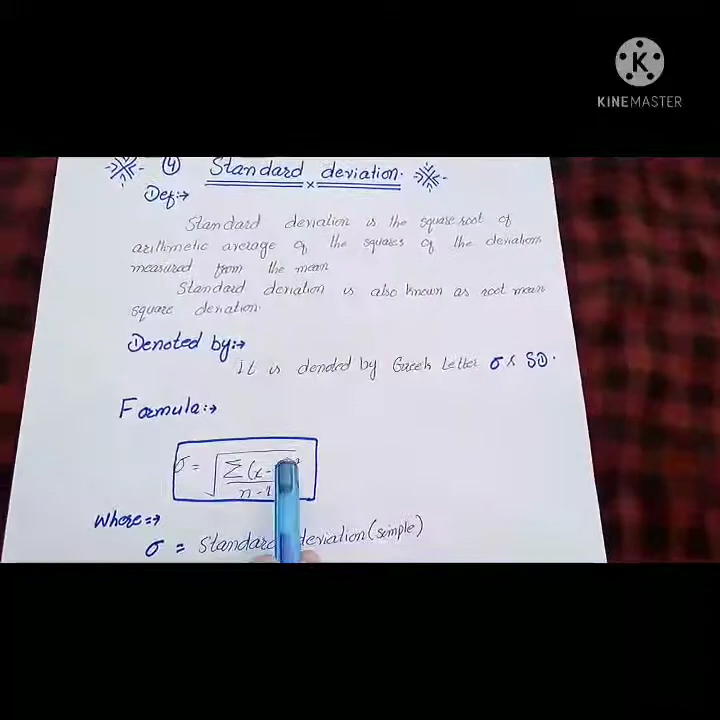 KINEMASTER
④ Standard deviation.
Def:→
Standard deviation is the square root of
arithmetic average of the squares of the deviations
measured from the mean
Standard deviation is also known as root mean
square deviation.
Denoted by:→
It is denoted by Greek Letter σ & SD.
Formula:→
σ = √ Σ (x-
n-1
Where:→
σ = Standard deviation (simple)